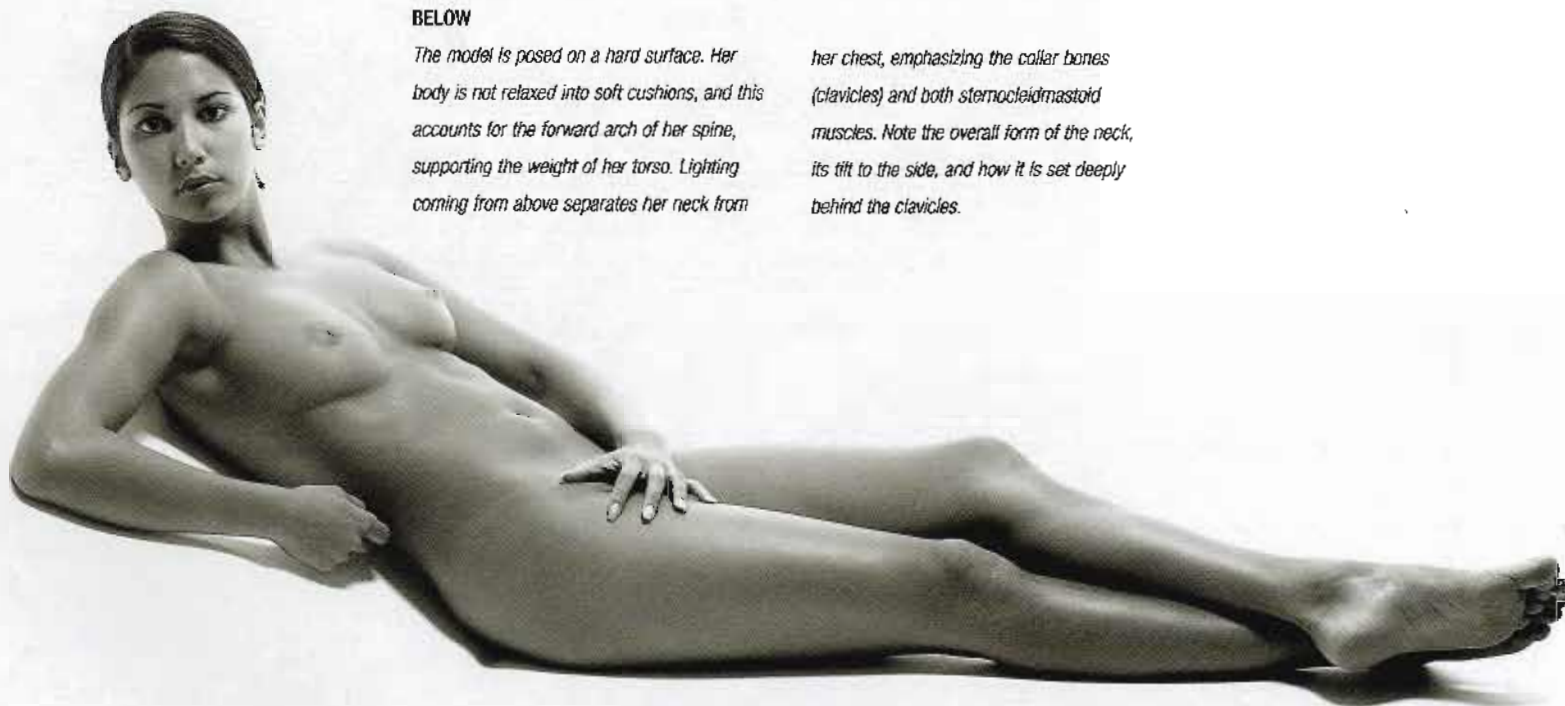 BELOW
The model is posed on a hard surface. Her
body is not relaxed into soft cushions, and this
accounts for the forward arch of her spine,
supporting the weight of her torso. Lighting
coming from above separates her neck from
her chest, emphasizing the collar bones
(clavicles) and both sternocleidmastoid
muscles. Note the overall form of the neck,
its tilt to the side, and how it is set deeply
behind the clavicles.